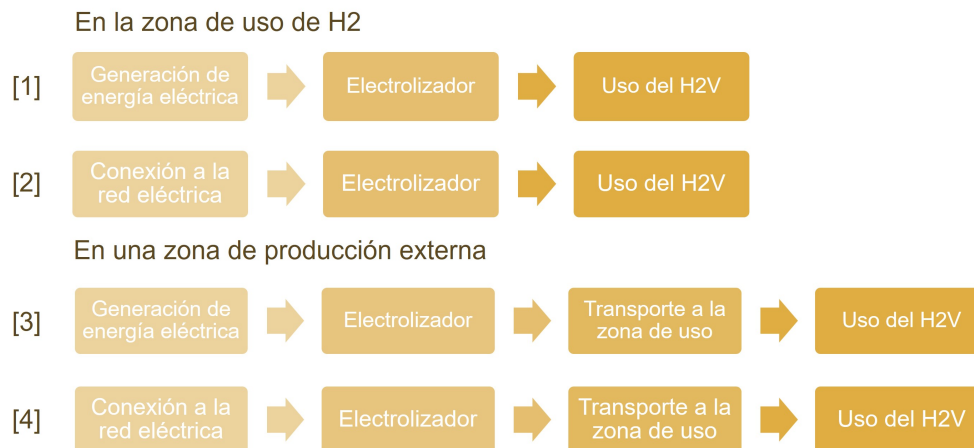 En la zona de uso de H2
[1]
Generación de
energía eléctrica
Electrolizador
Uso del H2V
[2]
Conexión a la
red eléctrica
Electrolizador
Uso del H2V
En una zona de producción externa
[3]
Generación de
energía eléctrica
Electrolizador
Transporte a la
zona de uso
Uso del H2V
[4]
Conexión a la
red eléctrica
Electrolizador
Transporte a la
zona de uso
Uso del H2V